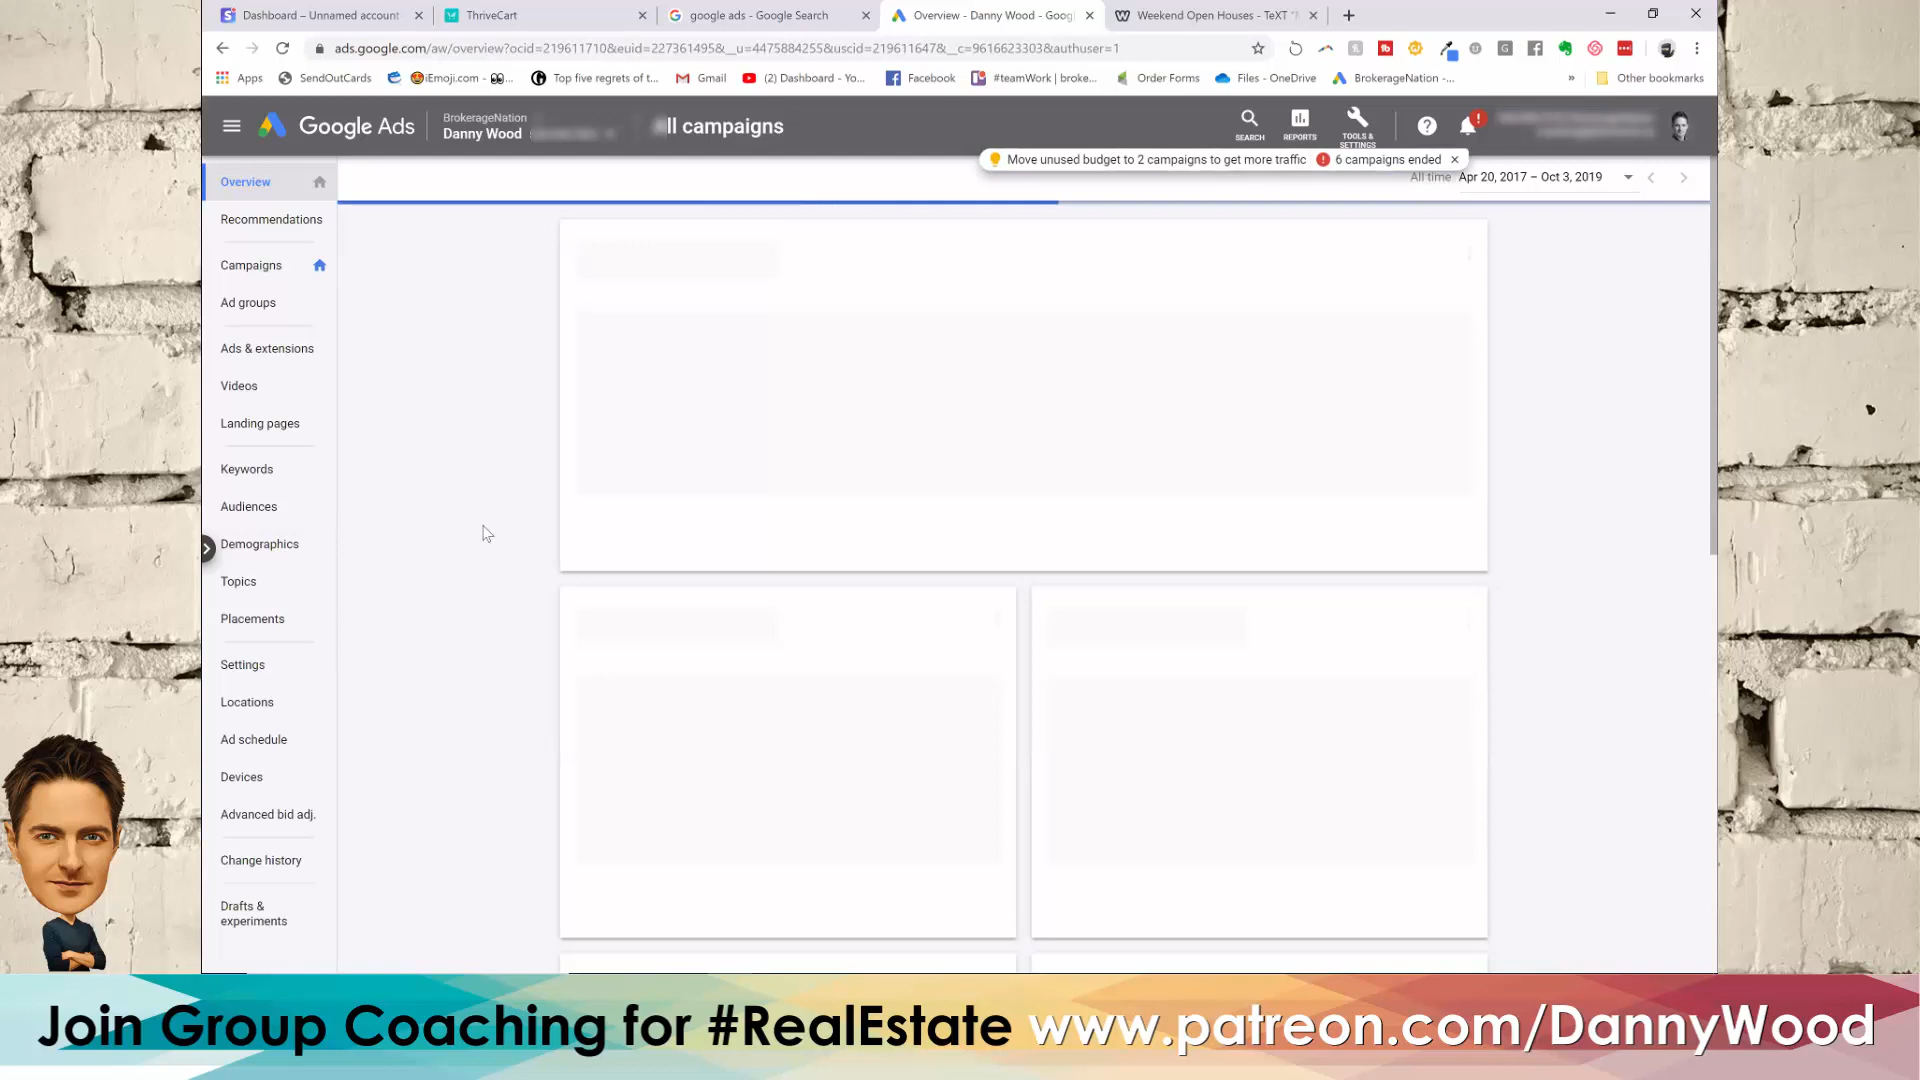 Dashboard – Unnamed account
ThriveCart
google ads - Google Search
Overview - Danny Wood - Goog
Weekend Open Houses - TeXT "
ads.google.com/aw/overview?ocid=219611710&euid=227361495&__u=4475884255&uscid=219611647&__c=9616623303&authuser=1
Apps
SendOutCards
iEmoji.com -
Top five regrets of t...
Gmail
(2) Dashboard - Yo...
Facebook
#teamWork | broke...
Order Forms
Files - OneDrive
BrokerageNation -...
»
Other bookmarks
Google Ads
BrokerageNation
Danny Wood
All campaigns
SEARCH
REPORTS
TOOLS &
SETTINGS
Move unused budget to 2 campaigns to get more traffic
6 campaigns ended
All time
Apr 20, 2017 – Oct 3, 2019
Overview
Recommendations
Campaigns
Ad groups
Ads & extensions
Videos
Landing pages
Keywords
Audiences
Demographics
Topics
Placements
Settings
Locations
Ad schedule
Devices
Advanced bid adj.
Change history
Drafts &
experiments
Join Group Coaching for #RealEstate www.patreon.com/DannyWood